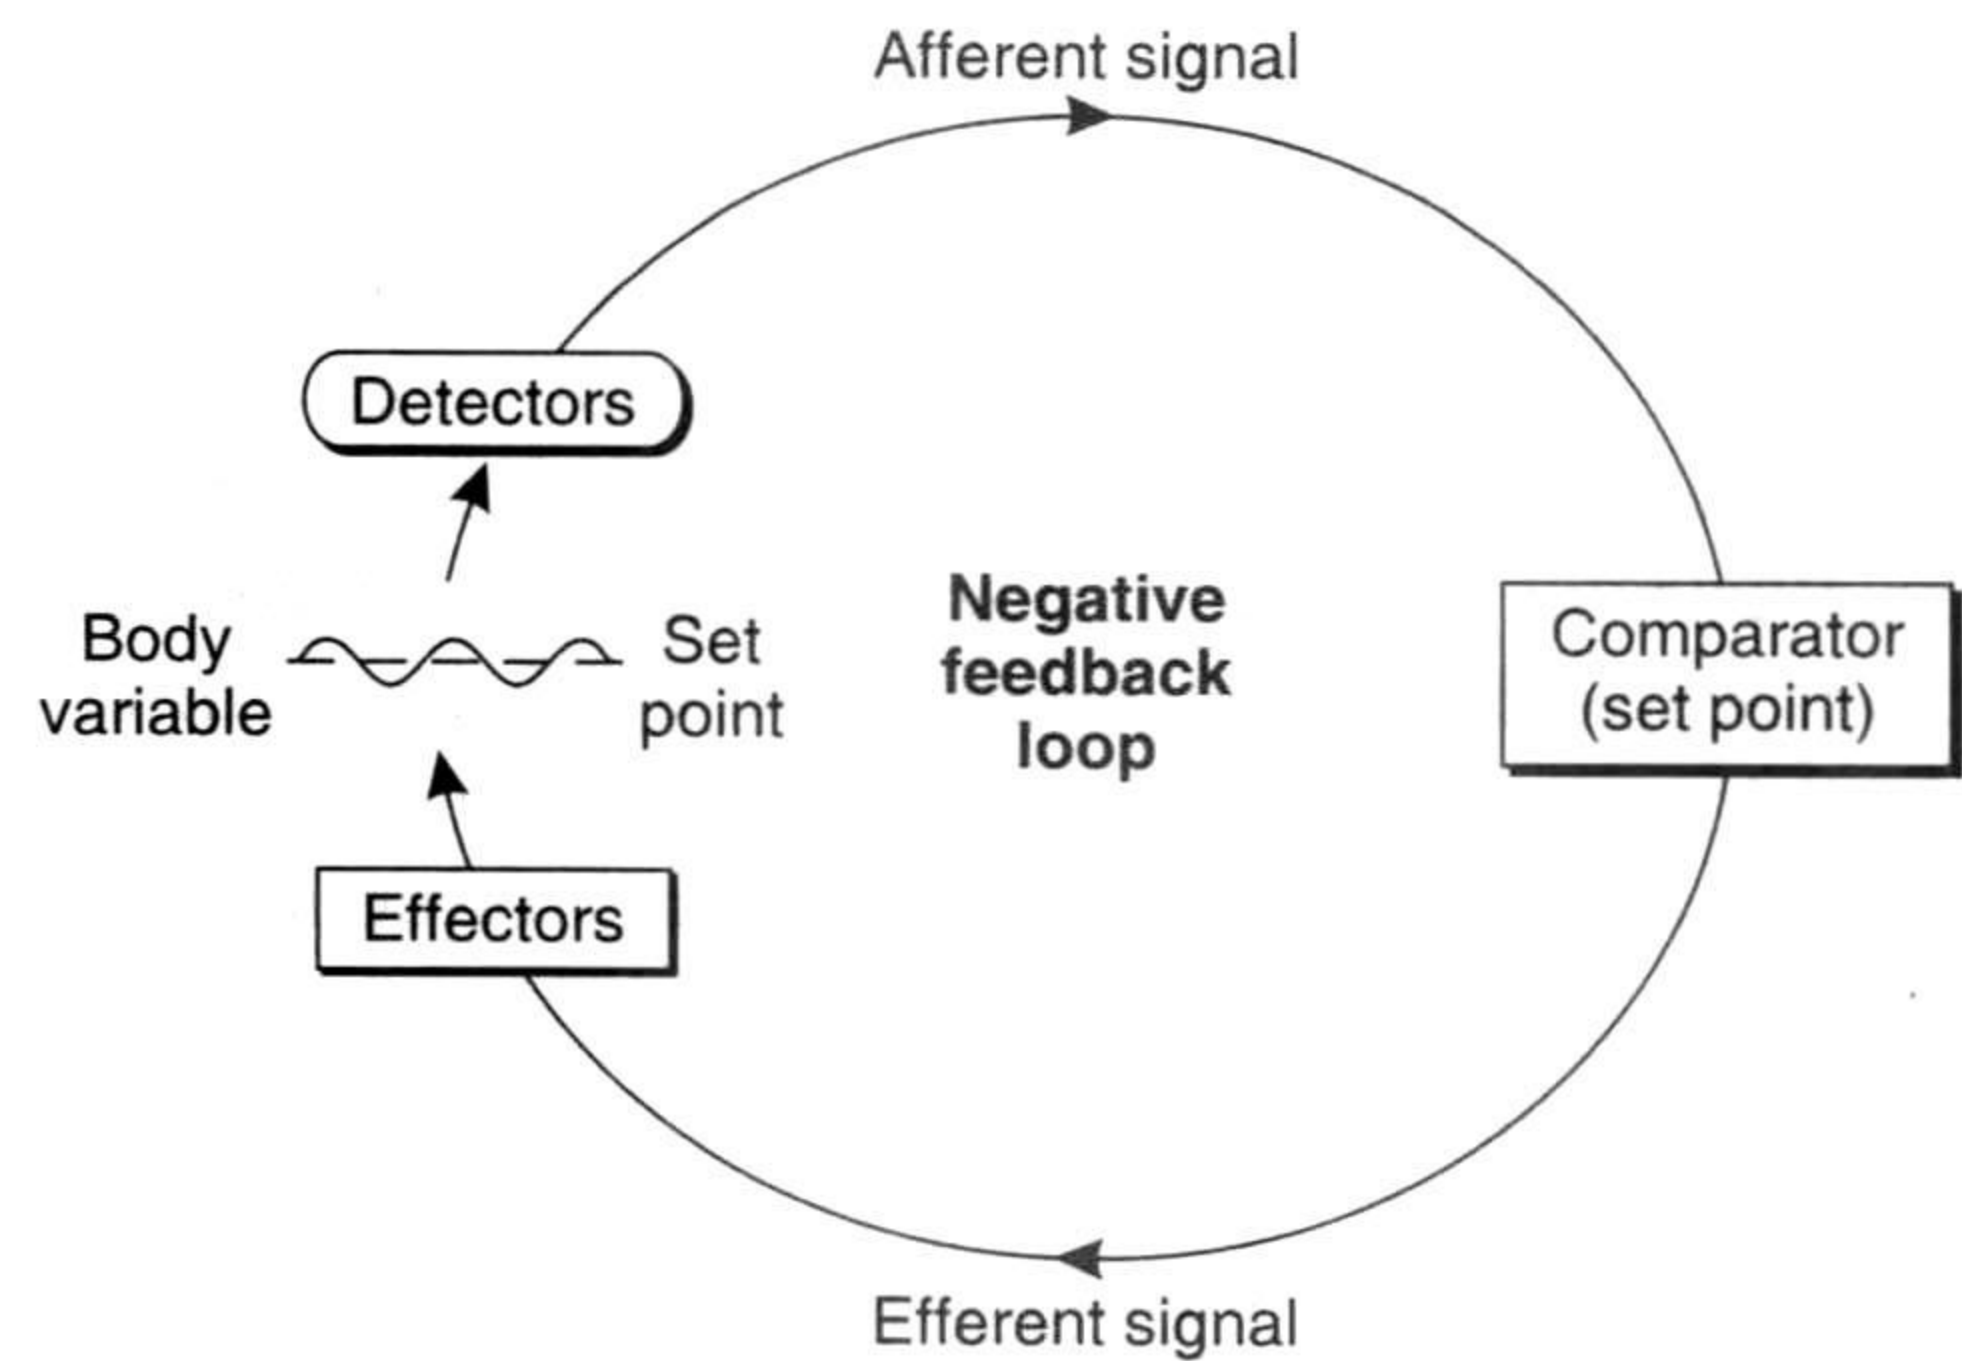 Afferent signal
Detectors
Body
variable
Set
point
Negative
feedback
loop
Comparator
(set point)
Effectors
Efferent signal